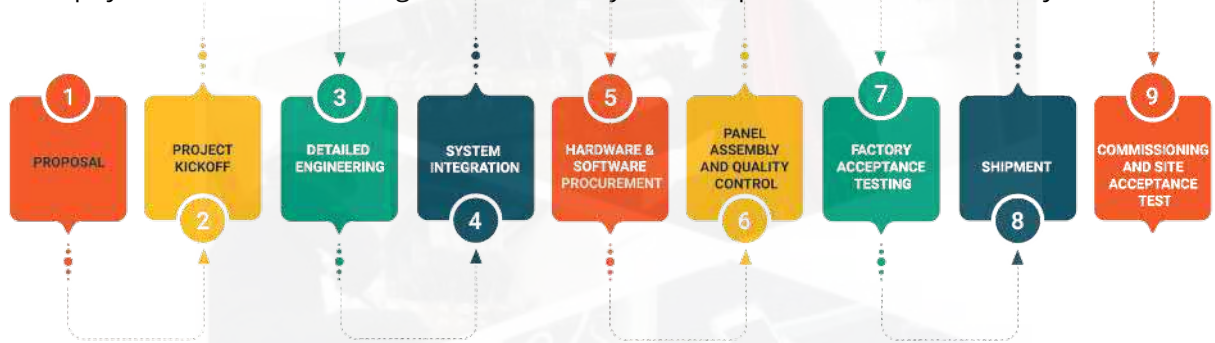 1
PROPOSAL
PROJECT
KICKOFF
2
3
DETAILED
ENGINEERING
SYSTEM
INTEGRATION
4
5
HARDWARE &
SOFTWARE
PROCUREMENT
PANEL
ASSEMBLY
AND QUALITY
CONTROL
6
7
FACTORY
ACCEPTANCE
TESTING
SHIPMENT
8
9
COMMISSIONING
AND SITE
ACCEPTANCE
TEST